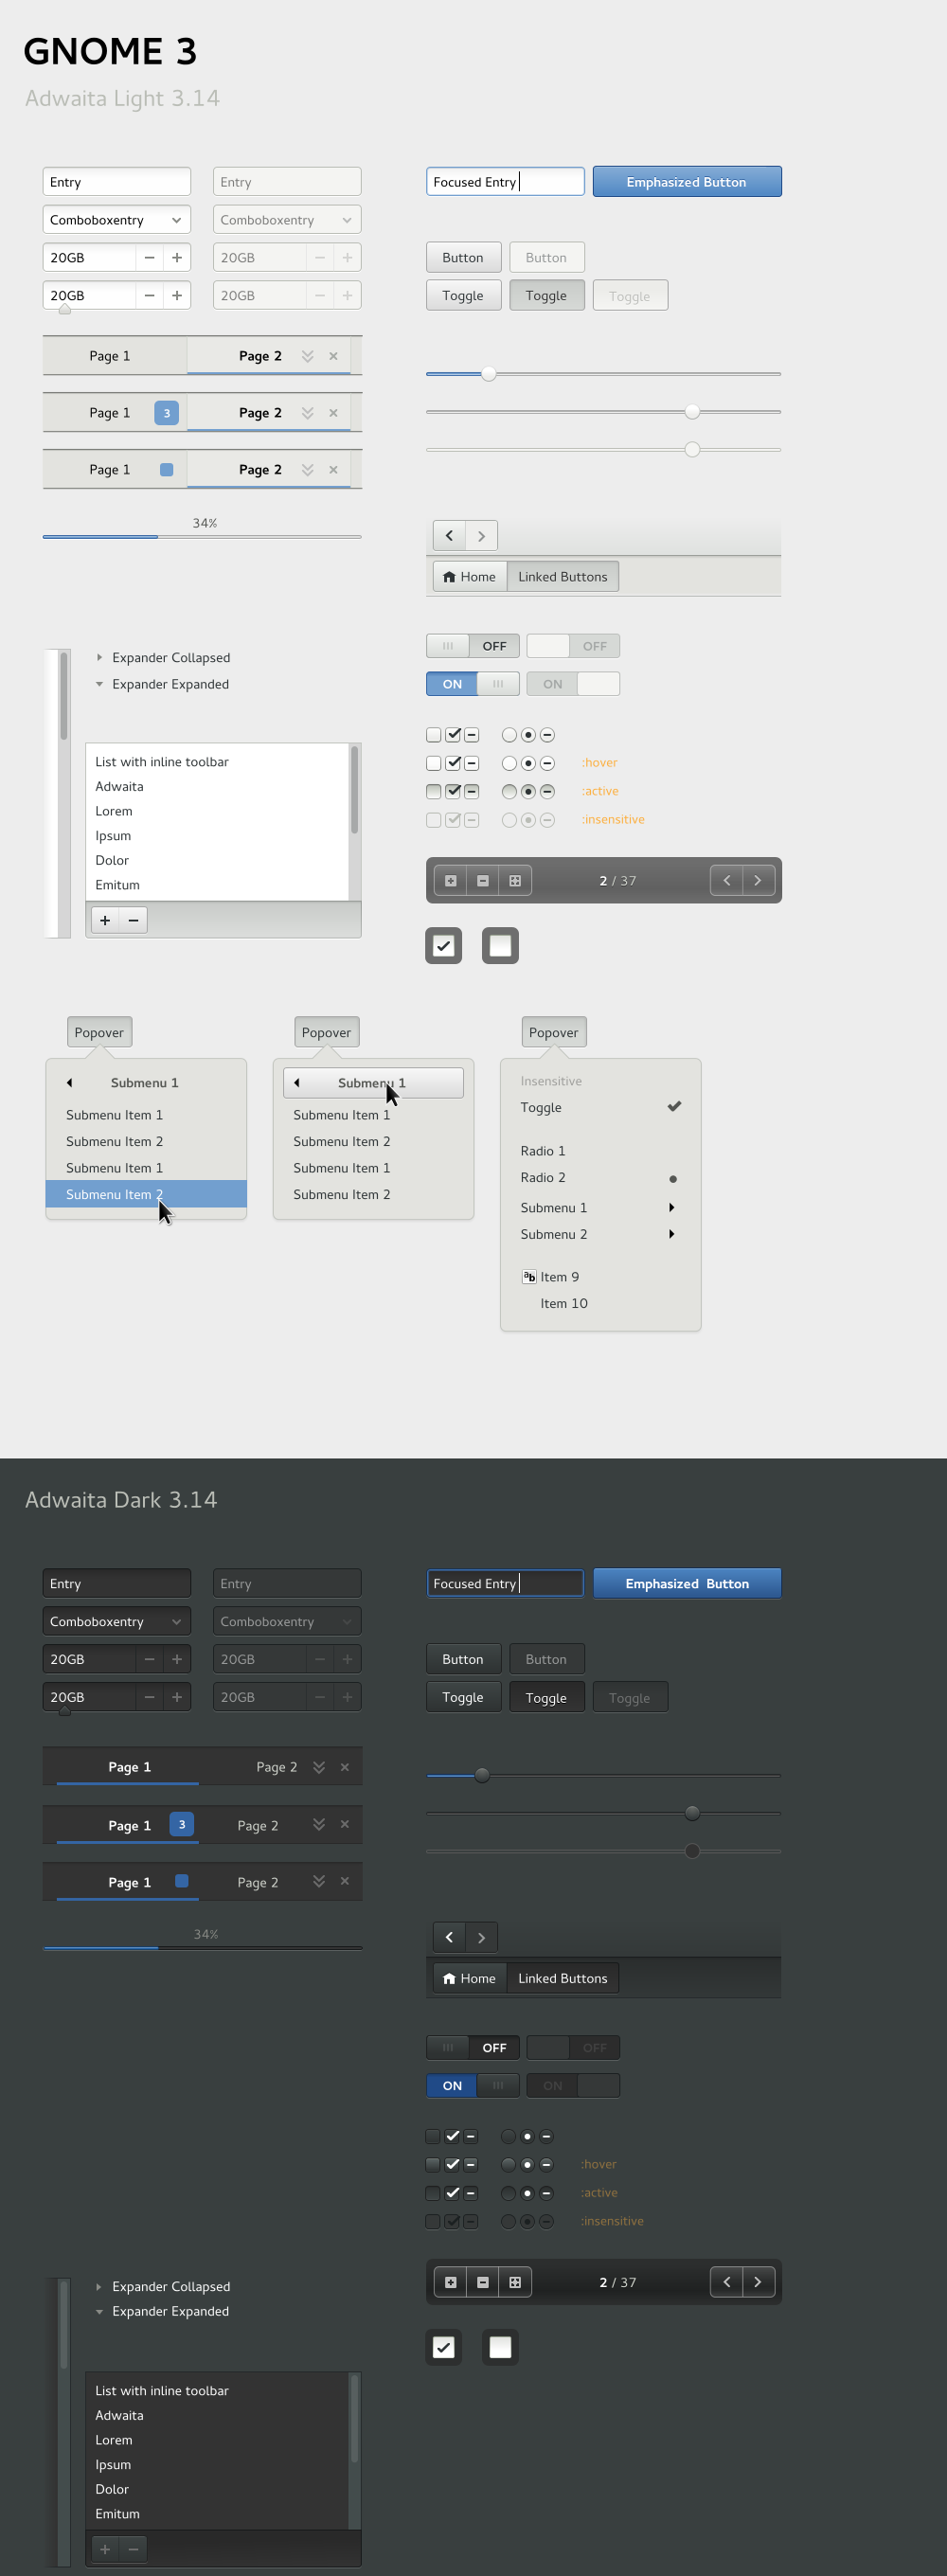 GNOME 3
Adwaita Light 3.14
Entry Entry Focused Entry Emphasized Button
Comboboxentry Comboboxentry
20GB 20GB Button Button
20GB 20GB Toggle Toggle Toggle
Page 1 Page 2
Page 1 3 Page 2
Page 1 Page 2
34%
Home Linked Buttons
OFF OFF
Expander Collapsed
Expander Expanded ON ON
List with inline toolbar :hover
Adwaita :active
Lorem
Ipsum :insensitive
Dolor
Emitum 2 / 37
Popover Popover Popover
Submenu 1 Submenu 1 Insensitive
Submenu Item 1 Submenu Item 1 Toggle
Submenu Item 2 Submenu Item 2 Radio 1
Submenu Item 1 Submenu Item 1 Radio 2
Submenu Item 2 Submenu Item 2 Submenu 1
Submenu 2
ab Item 9
Item 10
Adwaita Dark 3.14
Entry Entry Focused Entry Emphasized Button
Comboboxentry Comboboxentry
20GB 20GB Button Button
20GB 20GB Toggle Toggle Toggle
Page 1 Page 2
Page 1 3 Page 2
Page 1 Page 2
34%
Home Linked Buttons
OFF OFF
ON ON
:hover
:active
:insensitive
Expander Collapsed 2 / 37
Expander Expanded
List with inline toolbar
Adwaita
Lorem
Ipsum
Dolor
Emitum